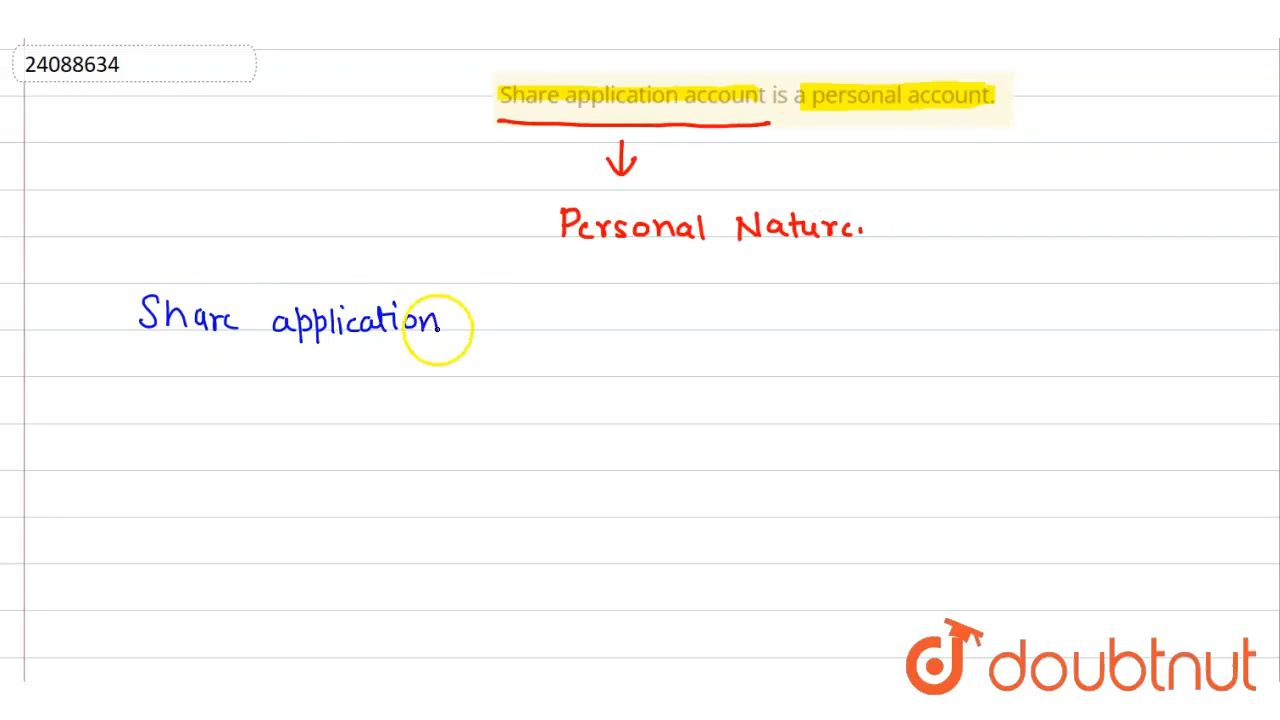 24088634
Share application account is a personal account.
Personal Nature.
Share application
doubtnut